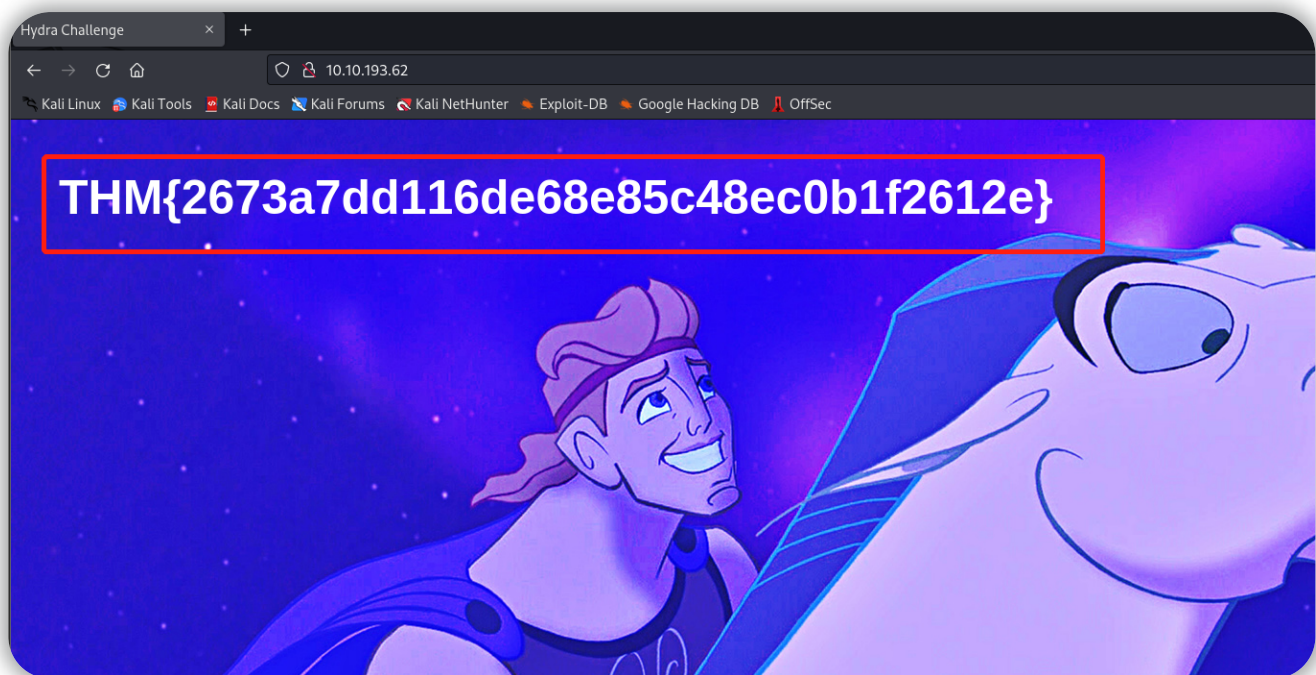 Hydra Challenge
10.10.193.62
Kali Linux Kali Tools Kali Docs Kali Forums Kali NetHunter Exploit-DB Google Hacking DB OffSec
THM{2673a7dd116de68e85c48ec0b1f2612e}